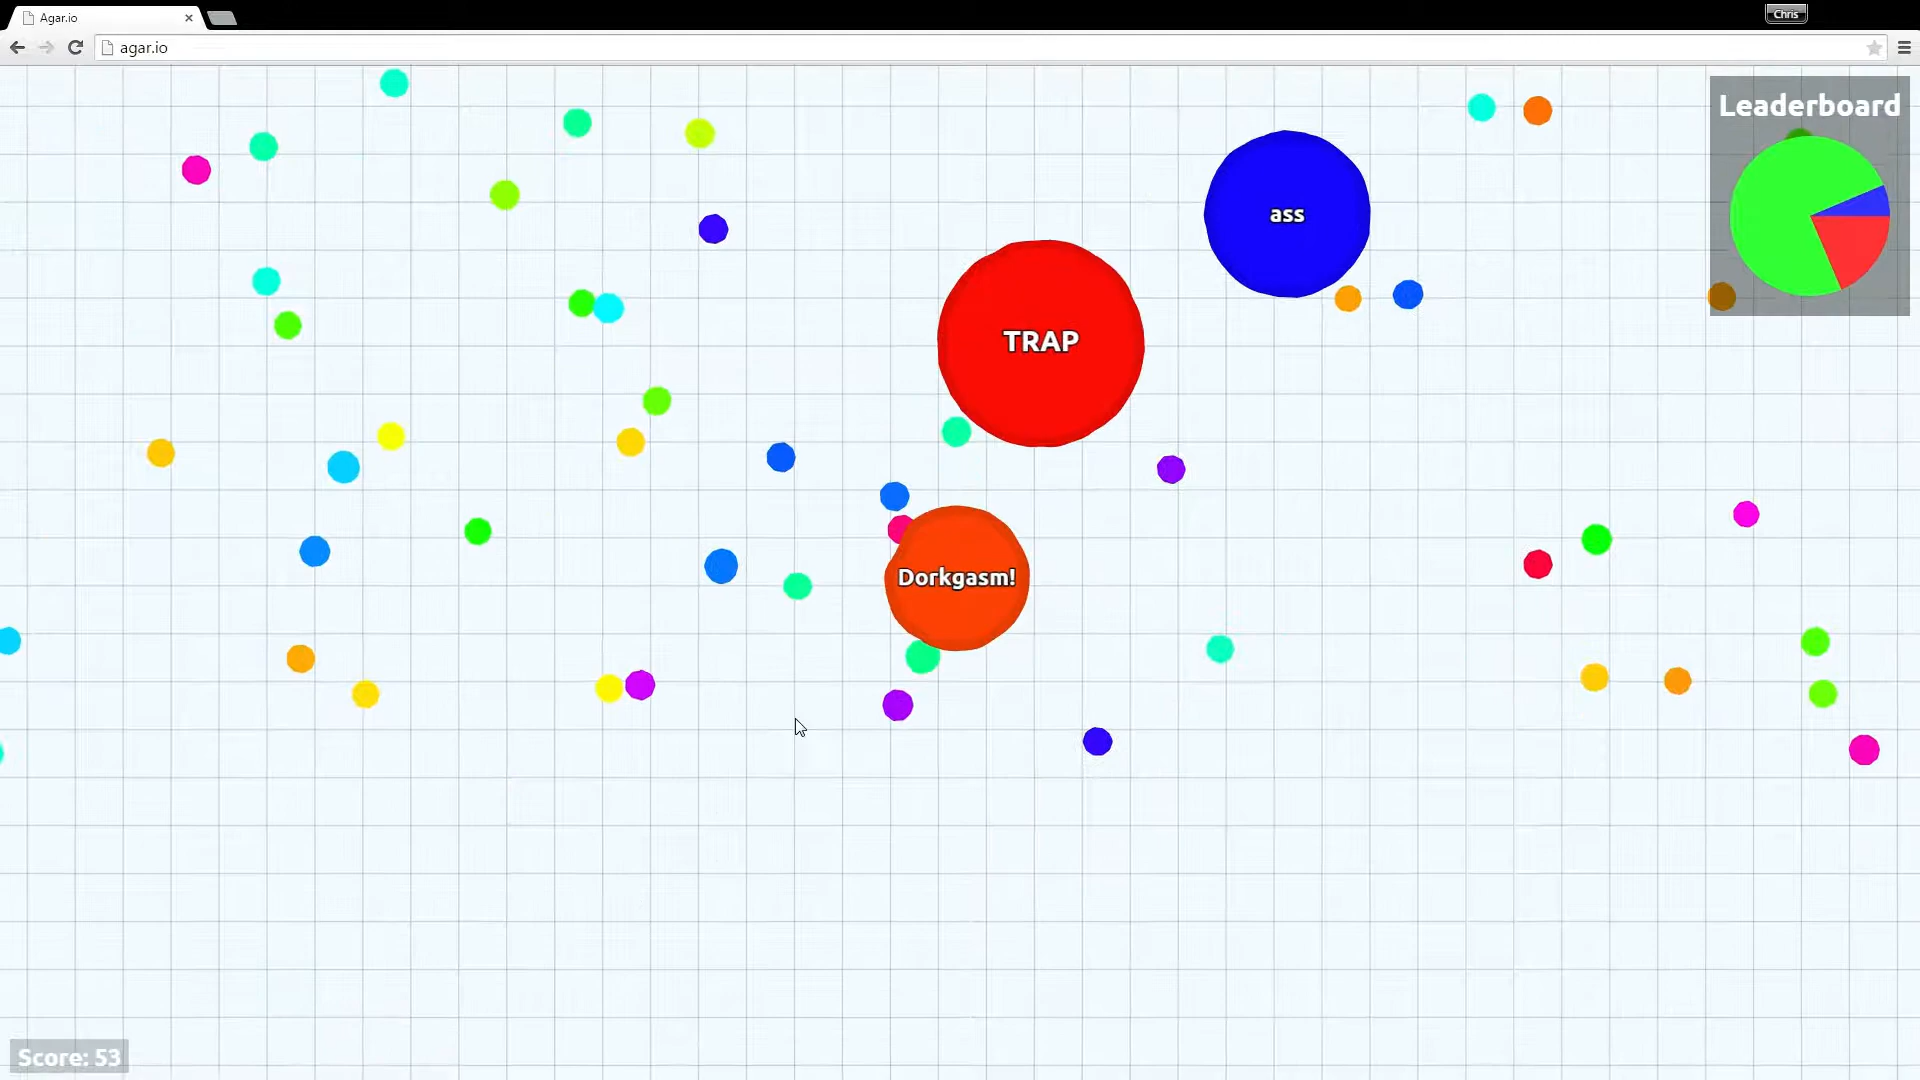 Agar.io
Chris
agar.io
Leaderboard
ass
TRAP
Dorkgasm!
Score: 53